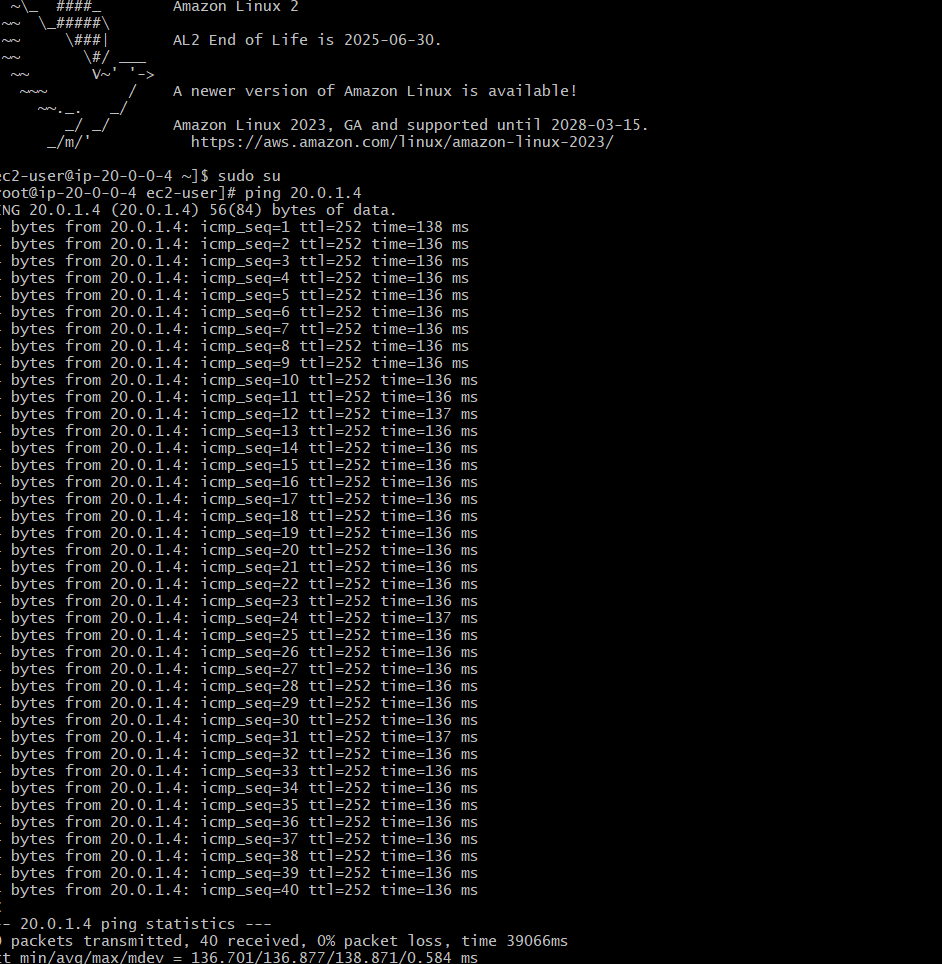 ~\_  ####_        Amazon Linux 2
~~  \_#####\
~~     \###|       AL2 End of Life is 2025-06-30.
~~       \#/ ___
~~       V~' '->
~~~         /    A newer version of Amazon Linux is available!
~~._.   _/
_/ _/       Amazon Linux 2023, GA and supported until 2028-03-15.
_/m/'           https://aws.amazon.com/linux/amazon-linux-2023/
ec2-user@ip-20-0-0-4 ~]$ sudo su
root@ip-20-0-0-4 ec2-user]# ping 20.0.1.4
ING 20.0.1.4 (20.0.1.4) 56(84) bytes of data.
bytes from 20.0.1.4: icmp_seq=1 ttl=252 time=138 ms
bytes from 20.0.1.4: icmp_seq=2 ttl=252 time=136 ms
bytes from 20.0.1.4: icmp_seq=3 ttl=252 time=136 ms
bytes from 20.0.1.4: icmp_seq=4 ttl=252 time=136 ms
bytes from 20.0.1.4: icmp_seq=5 ttl=252 time=136 ms
bytes from 20.0.1.4: icmp_seq=6 ttl=252 time=136 ms
bytes from 20.0.1.4: icmp_seq=7 ttl=252 time=136 ms
bytes from 20.0.1.4: icmp_seq=8 ttl=252 time=136 ms
bytes from 20.0.1.4: icmp_seq=9 ttl=252 time=136 ms
bytes from 20.0.1.4: icmp_seq=10 ttl=252 time=136 ms
bytes from 20.0.1.4: icmp_seq=11 ttl=252 time=136 ms
bytes from 20.0.1.4: icmp_seq=12 ttl=252 time=137 ms
bytes from 20.0.1.4: icmp_seq=13 ttl=252 time=136 ms
bytes from 20.0.1.4: icmp_seq=14 ttl=252 time=136 ms
bytes from 20.0.1.4: icmp_seq=15 ttl=252 time=136 ms
bytes from 20.0.1.4: icmp_seq=16 ttl=252 time=136 ms
bytes from 20.0.1.4: icmp_seq=17 ttl=252 time=136 ms
bytes from 20.0.1.4: icmp_seq=18 ttl=252 time=136 ms
bytes from 20.0.1.4: icmp_seq=19 ttl=252 time=136 ms
bytes from 20.0.1.4: icmp_seq=20 ttl=252 time=136 ms
bytes from 20.0.1.4: icmp_seq=21 ttl=252 time=136 ms
bytes from 20.0.1.4: icmp_seq=22 ttl=252 time=136 ms
bytes from 20.0.1.4: icmp_seq=23 ttl=252 time=136 ms
bytes from 20.0.1.4: icmp_seq=24 ttl=252 time=137 ms
bytes from 20.0.1.4: icmp_seq=25 ttl=252 time=136 ms
bytes from 20.0.1.4: icmp_seq=26 ttl=252 time=136 ms
bytes from 20.0.1.4: icmp_seq=27 ttl=252 time=136 ms
bytes from 20.0.1.4: icmp_seq=28 ttl=252 time=136 ms
bytes from 20.0.1.4: icmp_seq=29 ttl=252 time=136 ms
bytes from 20.0.1.4: icmp_seq=30 ttl=252 time=136 ms
bytes from 20.0.1.4: icmp_seq=31 ttl=252 time=137 ms
bytes from 20.0.1.4: icmp_seq=32 ttl=252 time=136 ms
bytes from 20.0.1.4: icmp_seq=33 ttl=252 time=136 ms
bytes from 20.0.1.4: icmp_seq=34 ttl=252 time=136 ms
bytes from 20.0.1.4: icmp_seq=35 ttl=252 time=136 ms
bytes from 20.0.1.4: icmp_seq=36 ttl=252 time=136 ms
bytes from 20.0.1.4: icmp_seq=37 ttl=252 time=136 ms
bytes from 20.0.1.4: icmp_seq=38 ttl=252 time=136 ms
bytes from 20.0.1.4: icmp_seq=39 ttl=252 time=136 ms
bytes from 20.0.1.4: icmp_seq=40 ttl=252 time=136 ms
-- 20.0.1.4 ping statistics ---
packets transmitted, 40 received, 0% packet loss, time 39066ms
tt min/avg/max/mdev = 136.701/136.877/138.871/0.584 ms